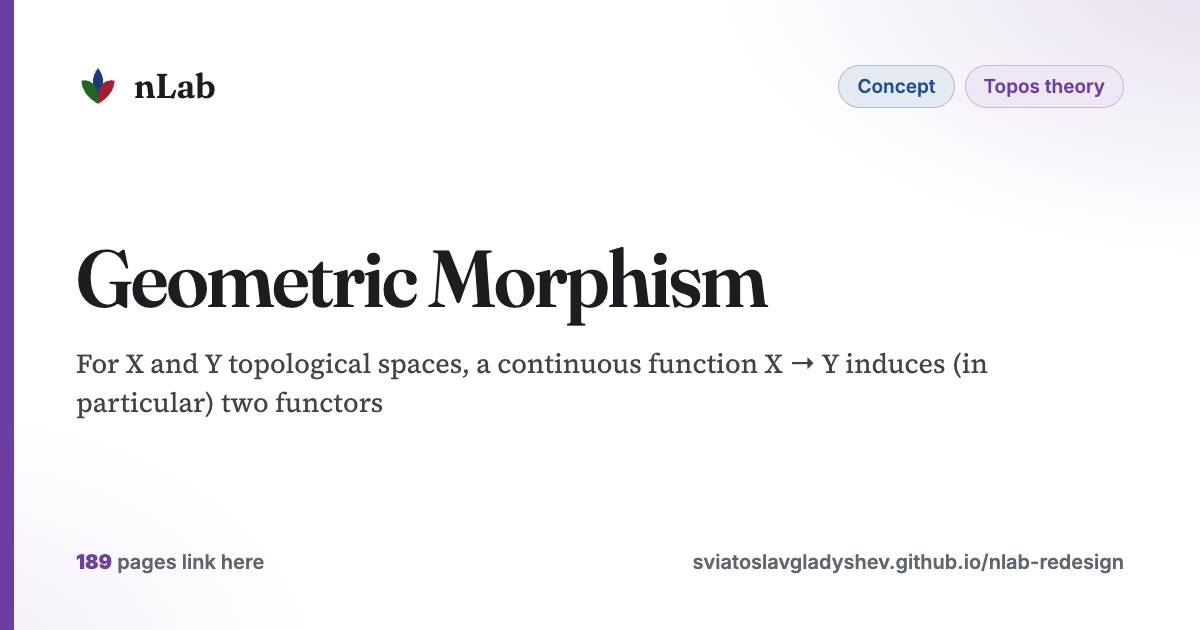 nLab
Concept
Topos theory
Geometric Morphism
For X and Y topological spaces, a continuous function X → Y induces (in
particular) two functors
189 pages link here
sviatoslavgladyshev.github.io/nlab-redesign